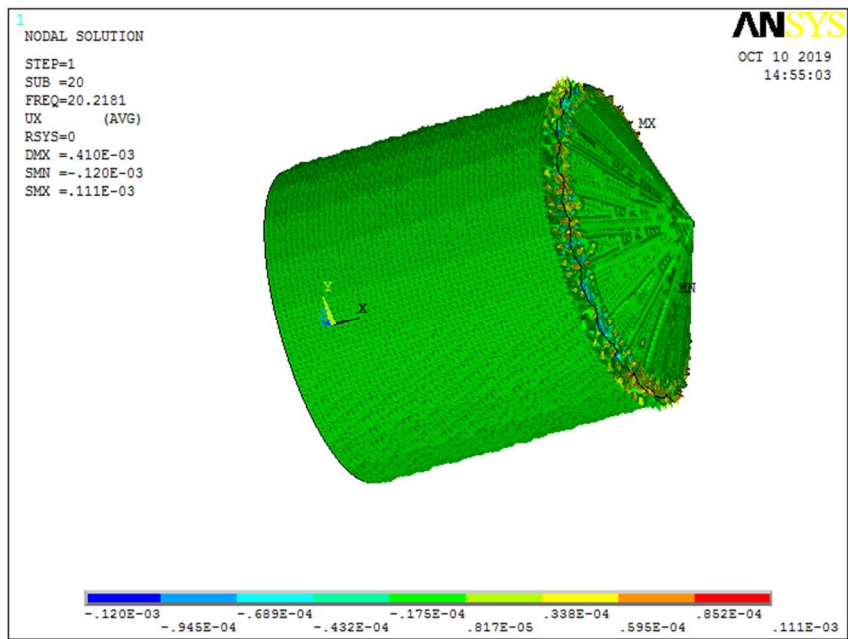 1
NODAL SOLUTION
STEP=1
SUB =20
FREQ=20.2181
UX (AVG)
RSYS=0
DMX =.410E-03
SMN =-.120E-03
SMX =.111E-03
ANSYS
OCT 10 2019
14:55:03
MX
Y
X
MN
-.120E-03 -.689E-04 -.175E-04 .338E-04 .852E-04
-.945E-04 -.432E-04 .817E-05 .595E-04 .111E-03